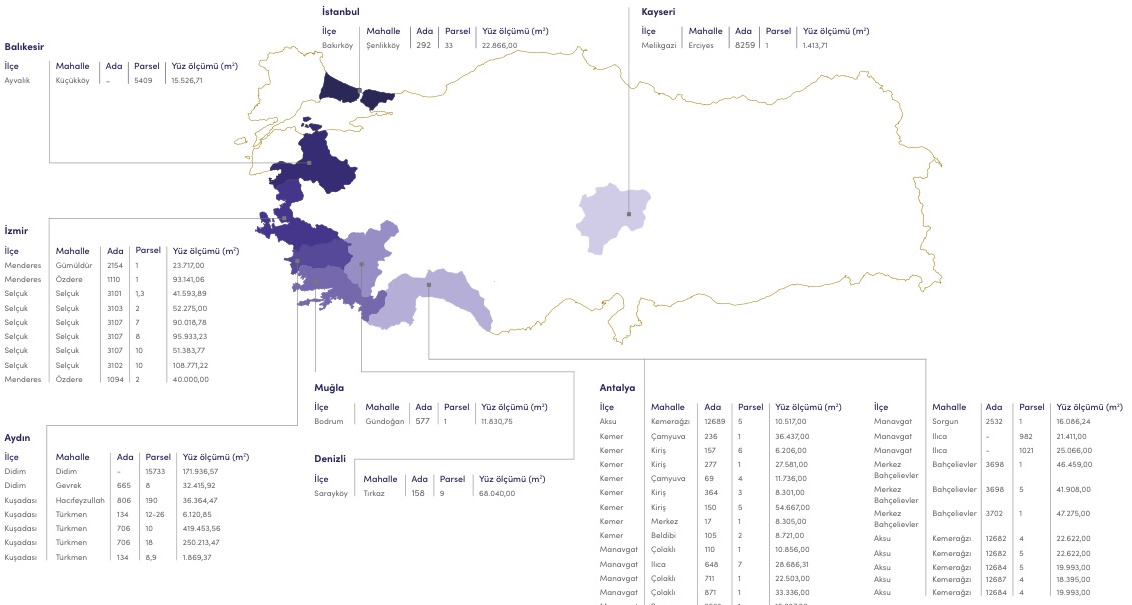 İstanbul
İlçe Mahalle Ada Parsel Yüz ölçümü (m²)
Bakırköy Şenlikköy 292 33 22.866,00
Kayseri
İlçe Mahalle Ada Parsel Yüz ölçümü (m²)
Melikgazi Erciyes 8259 1 1.413,71
Balıkesir
İlçe Mahalle Ada Parsel Yüz ölçümü (m²)
Ayvalık Küçükköy - 5409 15.526,71
İzmir
İlçe Mahalle Ada Parsel Yüz ölçümü (m²)
Menderes Gümüldür 2154 1 23.717,00
Menderes Özdere 1110 1 93.141,06
Selçuk Selçuk 3101 1,3 41.593,89
Selçuk Selçuk 3103 2 52.275,00
Selçuk Selçuk 3107 7 90.018,78
Selçuk Selçuk 3107 8 95.933,23
Selçuk Selçuk 3107 10 51.383,77
Selçuk Selçuk 3102 10 108.771,22
Menderes Özdere 1094 2 40.000,00
Aydın
İlçe Mahalle Ada Parsel Yüz ölçümü (m²)
Didim Didim - 15733 171.936,57
Didim Gevrek 665 8 32.415,92
Kuşadası Hacıfeyzullah 806 190 36.364,47
Kuşadası Türkmen 134 12-26 6.120,85
Kuşadası Türkmen 706 10 419.453,56
Kuşadası Türkmen 706 18 250.213,47
Kuşadası Türkmen 134 8,9 1.869,37
Muğla
İlçe Mahalle Ada Parsel Yüz ölçümü (m²)
Bodrum Gündoğan 577 1 11.830,75
Denizli
İlçe Mahalle Ada Parsel Yüz ölçümü (m²)
Sarayköy Tırkaz 158 9 68.040,00
Antalya
İlçe Mahalle Ada Parsel Yüz ölçümü (m²)
Aksu Kemerağzı 12689 5 10.517,00
Kemer Çamyuva 236 1 36.437,00
Kemer Kiriş 157 6 6.206,00
Kemer Kiriş 277 1 27.581,00
Kemer Çamyuva 69 4 11.736,00
Kemer Kiriş 364 3 8.301,00
Kemer Kiriş 150 5 54.667,00
Kemer Merkez 17 1 8.305,00
Kemer Beldibi 105 2 8.721,00
Manavgat Çolaklı 110 1 10.856,00
Manavgat Ilıca 648 7 28.686,31
Manavgat Çolaklı 711 1 22.503,00
Manavgat Çolaklı 871 1 33.336,00
İlçe Mahalle Ada Parsel Yüz ölçümü (m²)
Manavgat Sorgun 2532 1 16.086,24
Manavgat Ilıca - 982 21.411,00
Manavgat Ilıca - 1021 25.066,00
Merkez Bahçelievler 3698 1 46.459,00
Bahçelievler
Merkez Bahçelievler 3698 5 41.908,00
Bahçelievler
Merkez Bahçelievler 3702 1 47.275,00
Bahçelievler
Aksu Kemerağzı 12682 4 22.622,00
Aksu Kemerağzı 12682 5 22.622,00
Aksu Kemerağzı 12684 5 19.993,00
Aksu Kemerağzı 12687 4 18.395,00
Aksu Kemerağzı 12684 4 19.993,00